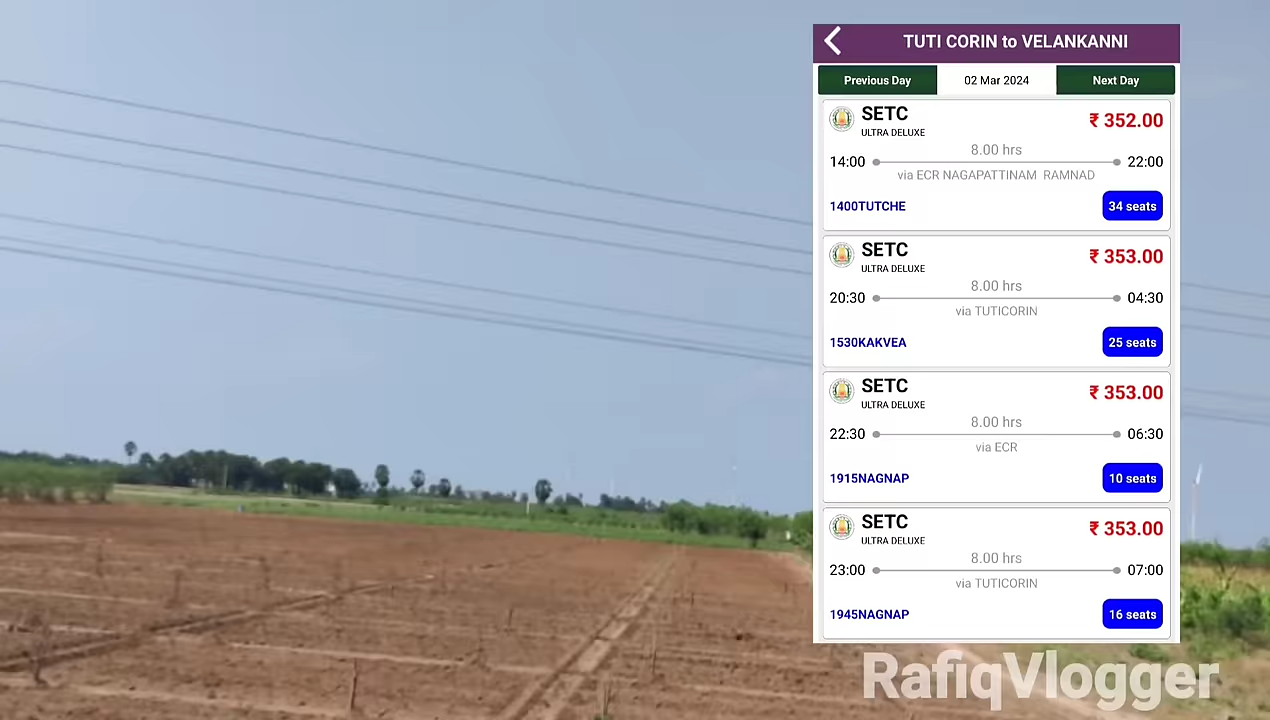 TUTI CORIN to VELANKANNI
Previous Day 02 Mar 2024 Next Day
SETC ₹ 352.00
ULTRA DELUXE
8.00 hrs
14:00 22:00
via ECR NAGAPATTINAM RAMNAD
1400TUTCHE 34 seats
SETC ₹ 353.00
ULTRA DELUXE
8.00 hrs
20:30 04:30
via TUTICORIN
1530KAKVEA 25 seats
SETC ₹ 353.00
ULTRA DELUXE
8.00 hrs
22:30 06:30
via ECR
1915NAGNAP 10 seats
SETC ₹ 353.00
ULTRA DELUXE
8.00 hrs
23:00 07:00
via TUTICORIN
1945NAGNAP 16 seats
RafiqVlogger